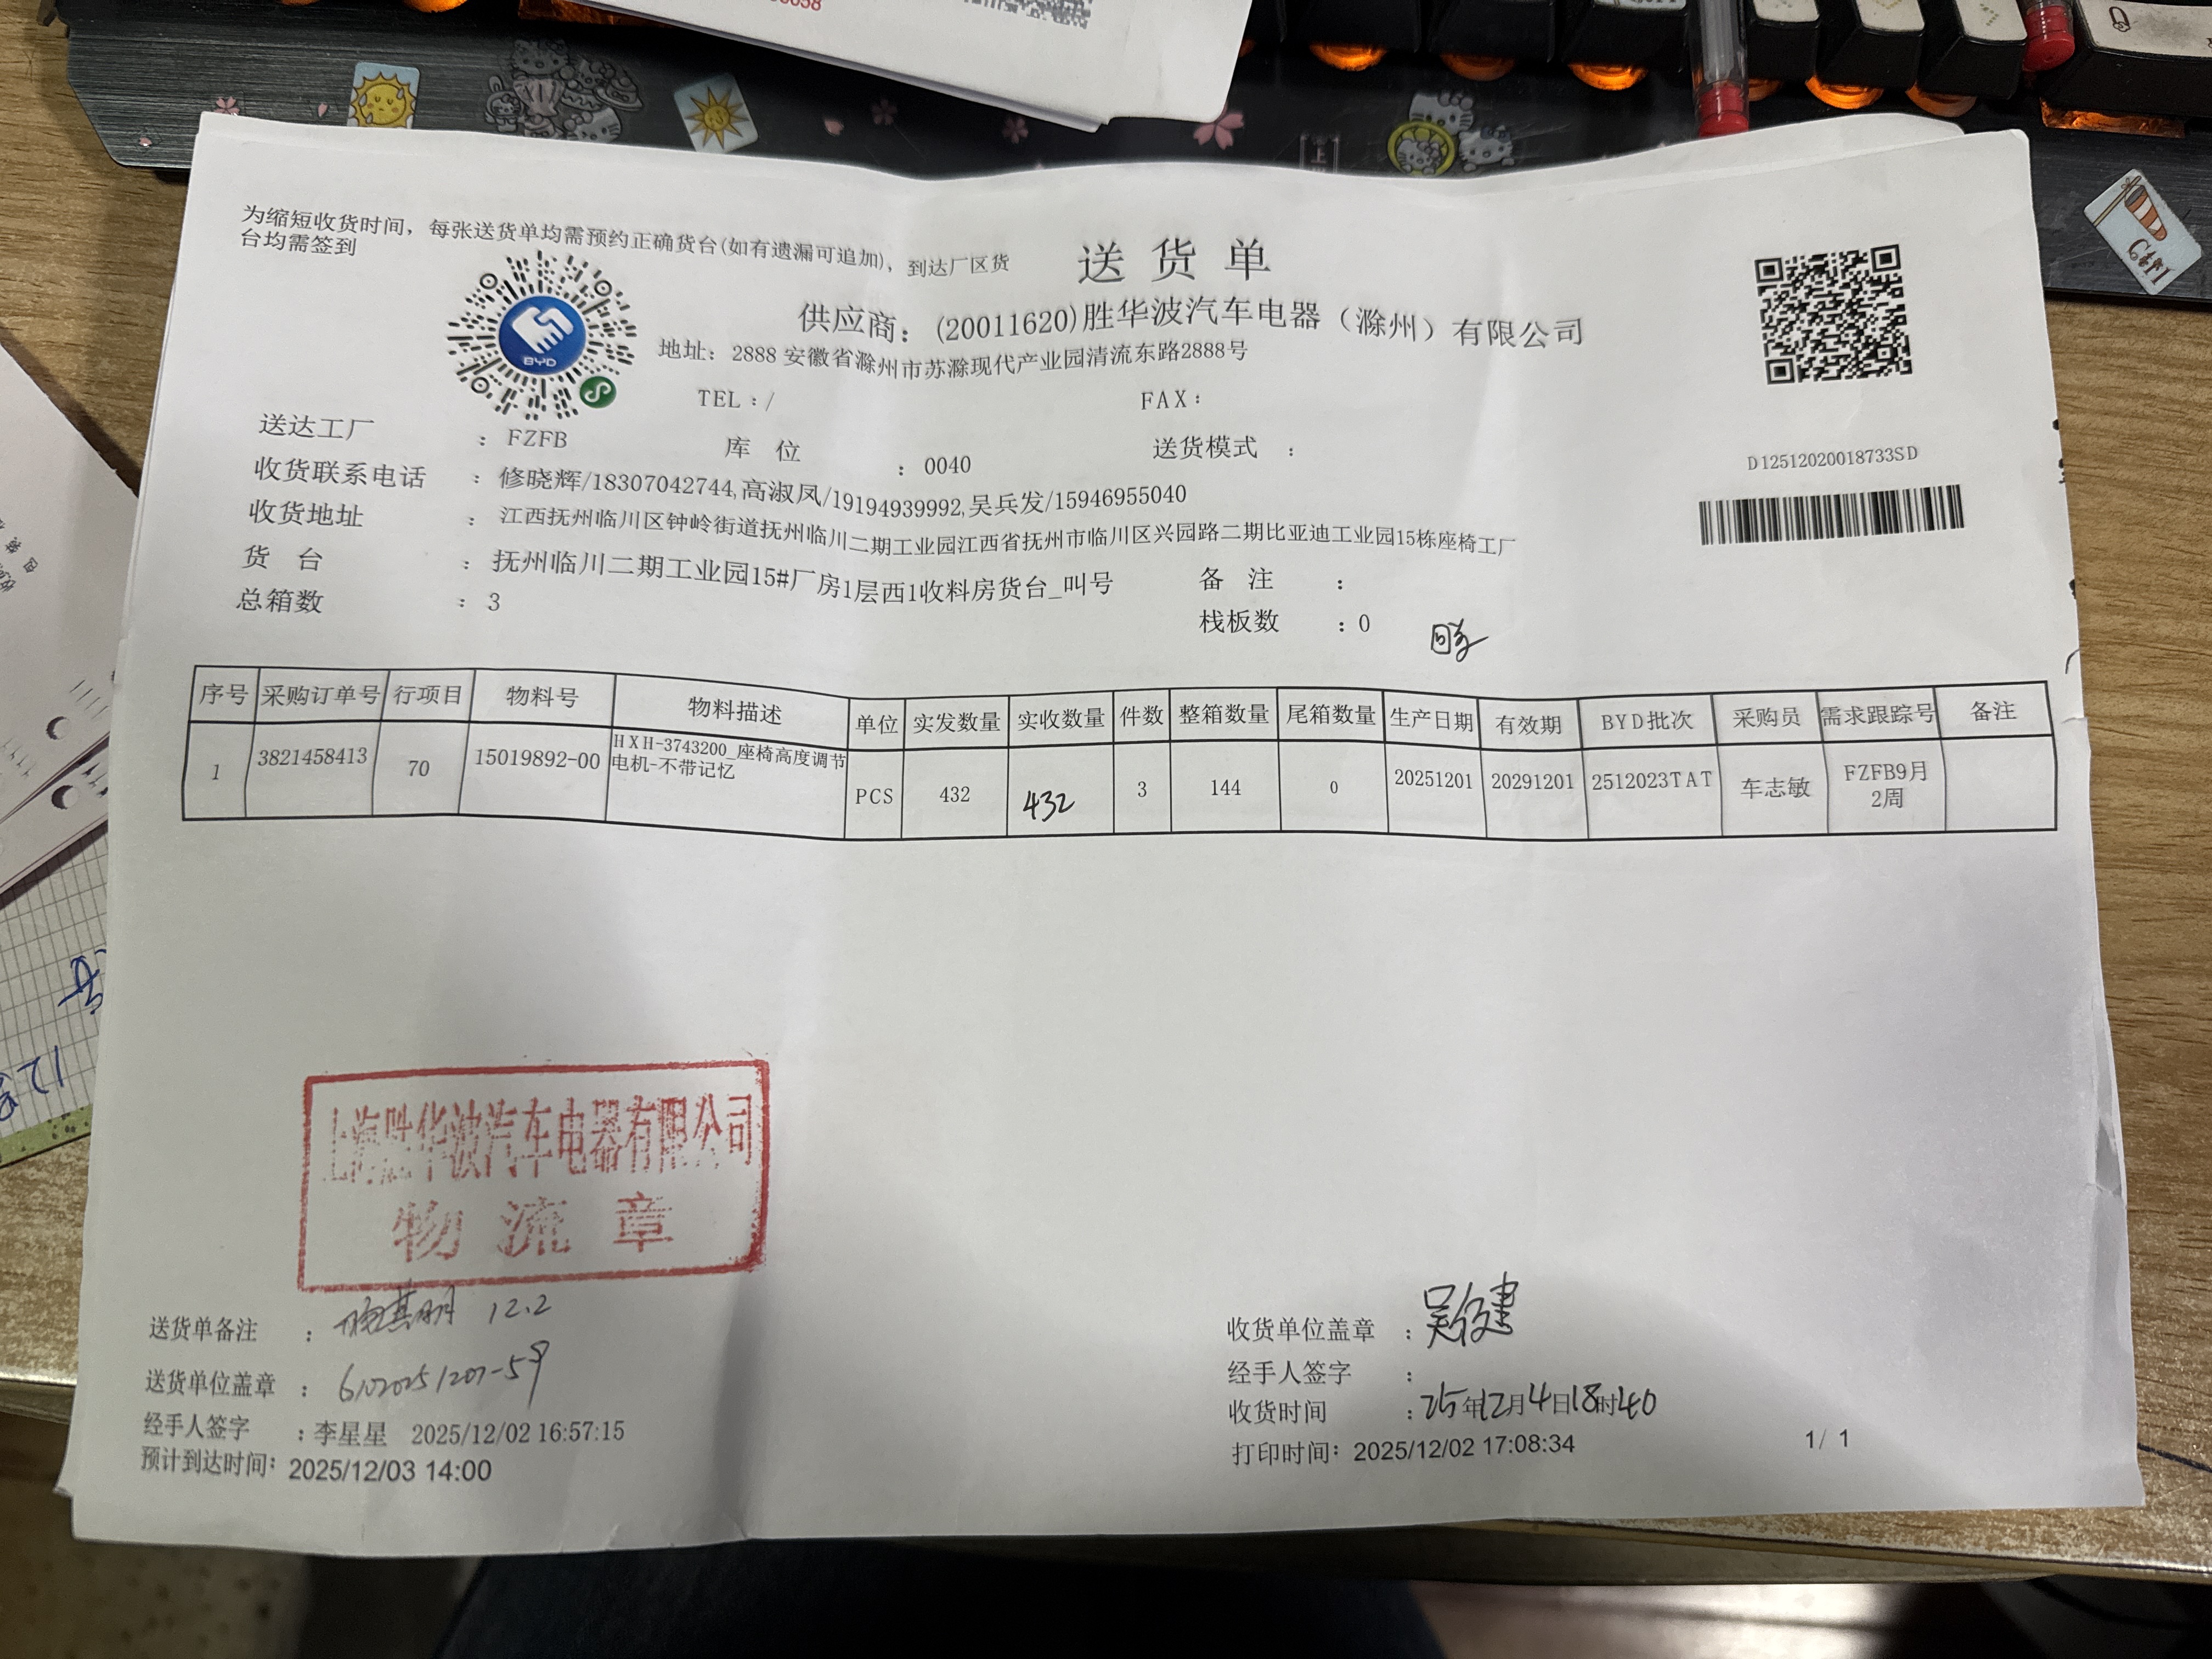 为缩短收货时间，每张送货单均需预约正确货台(如有遗漏可追加)，到达厂区货
台均需签到
送货单
供应商：(20011620)胜华波汽车电器（滁州）有限公司
地址：2888 安徽省滁州市苏滁现代产业园清流东路2888号
BYD
TEL：/ FAX：
送达工厂 ：FZFB 库 位 ：0040 送货模式 ：
D12512020018733SD
收货联系电话 ：修晓辉/18307042744,高淑凤/19194939992,吴兵发/15946955040
收货地址 ：江西抚州临川区钟岭街道抚州临川二期工业园江西省抚州市临川区兴园路二期比亚迪工业园15栋座椅工厂
货 台 ：抚州临川二期工业园15#厂房1层西1收料房货台_叫号 备 注 ：
总箱数 ：3 栈板数 ：0
序号 采购订单号 行项目 物料号 物料描述 单位 实发数量 实收数量 件数 整箱数量 尾箱数量 生产日期 有效期 BYD批次 采购员 需求跟踪号 备注
1 3821458413 70 15019892-00 HXH-3743200_座椅高度调节电机-不带记忆 PCS 432 432 3 144 0 20251201 20291201 2512023TAT 车志敏 FZFB9月2周
上海胜华波汽车电器有限公司
物流章
送货单备注 ： 12.2
收货单位盖章 ：
送货单位盖章 ：
经手人签字 ：
经手人签字 ：李星星 2025/12/02 16:57:15
收货时间 ：25年12月4日18时40
预计到达时间：2025/12/03 14:00
打印时间：2025/12/02 17:08:34
1/ 1